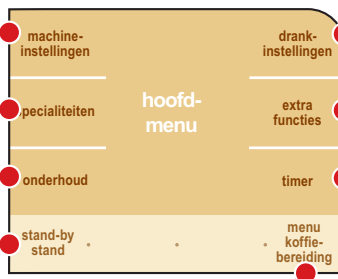 machine-
instellingen
drank-
instellingen
specialiteiten
hoofd-
menu
extra
functies
onderhoud
timer
stand-by
stand
menu
koffie-
bereiding